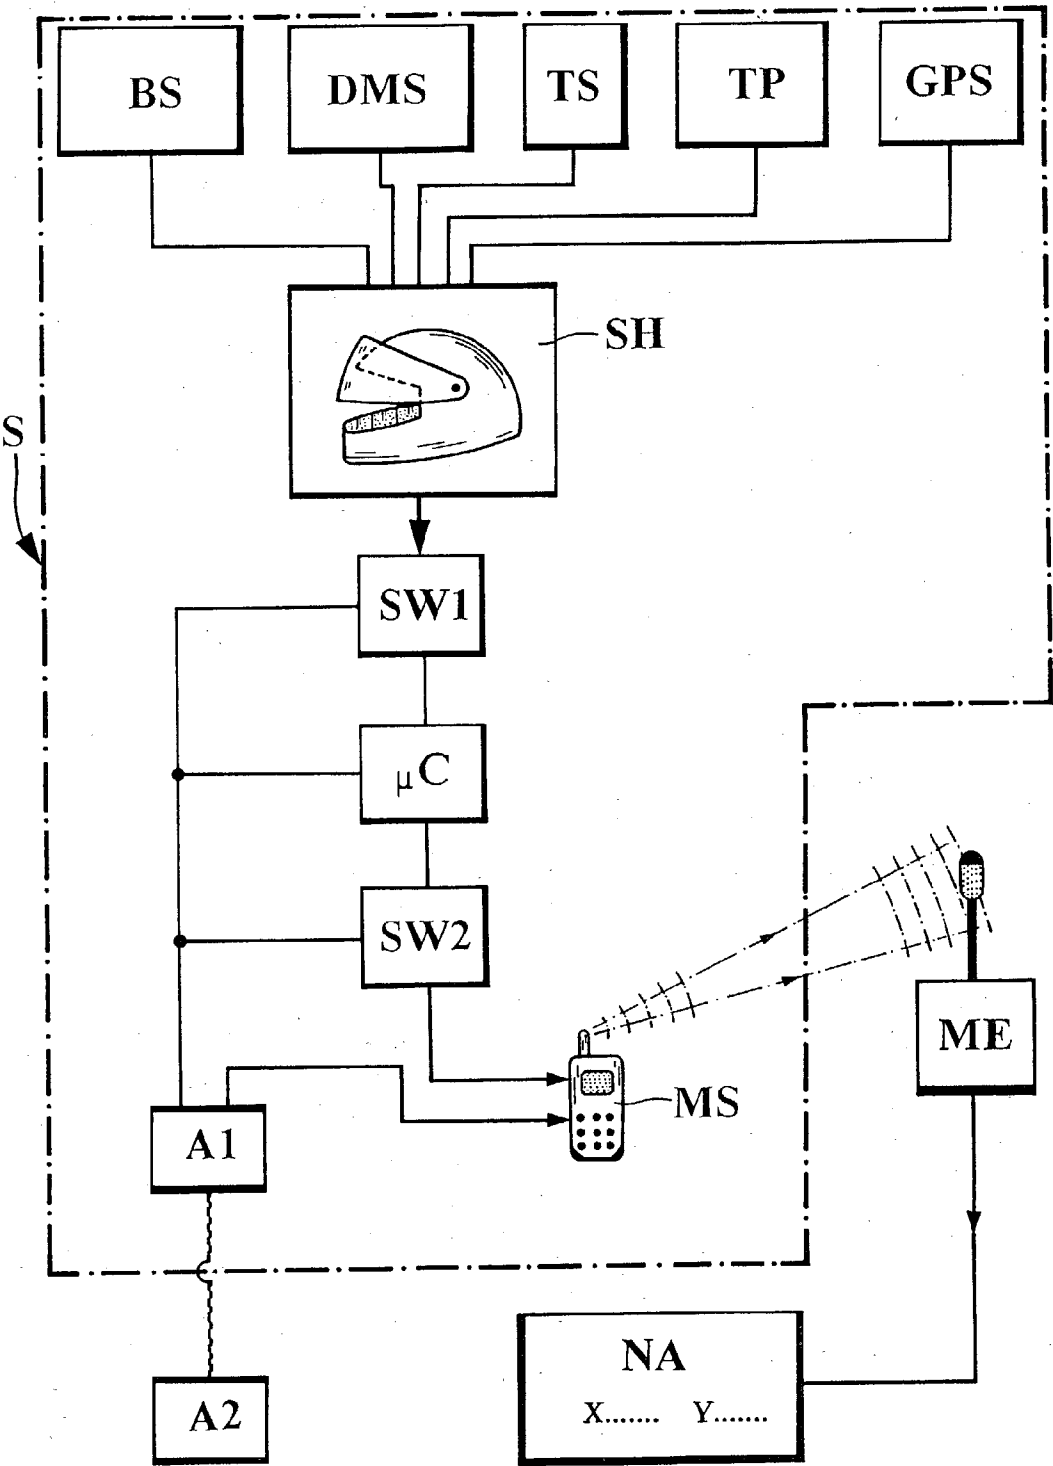 BS DMS TS TP GPS
SH
S
SW1
μC
SW2
ME
MS
A1
NA
X....... Y.......
A2